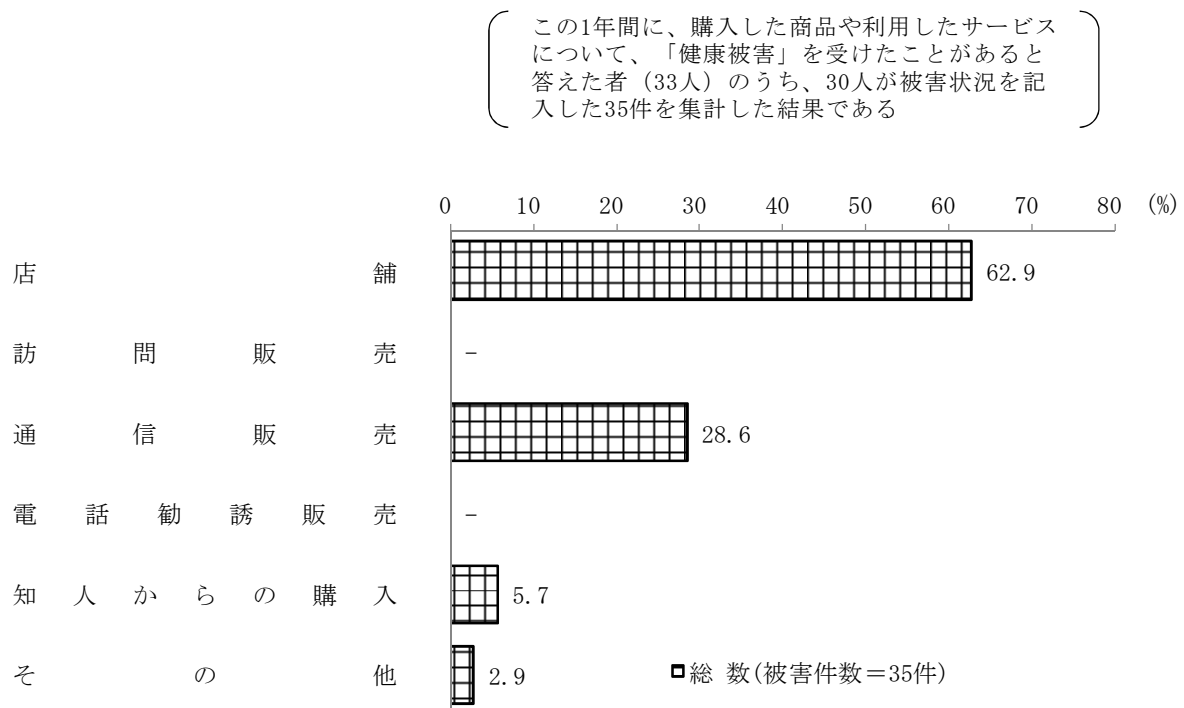 この1年間に、購入した商品や利用したサービス
について、「健康被害」を受けたことがあると
答えた者（33人）のうち、30人が被害状況を記
入した35件を集計した結果である
0 10 20 30 40 50 60 70 80 (%)
店舗 62.9
訪問販売 -
通信販売 28.6
電話勧誘販売 -
知人からの購入 5.7
その他 2.9
総 数(被害件数＝35件)